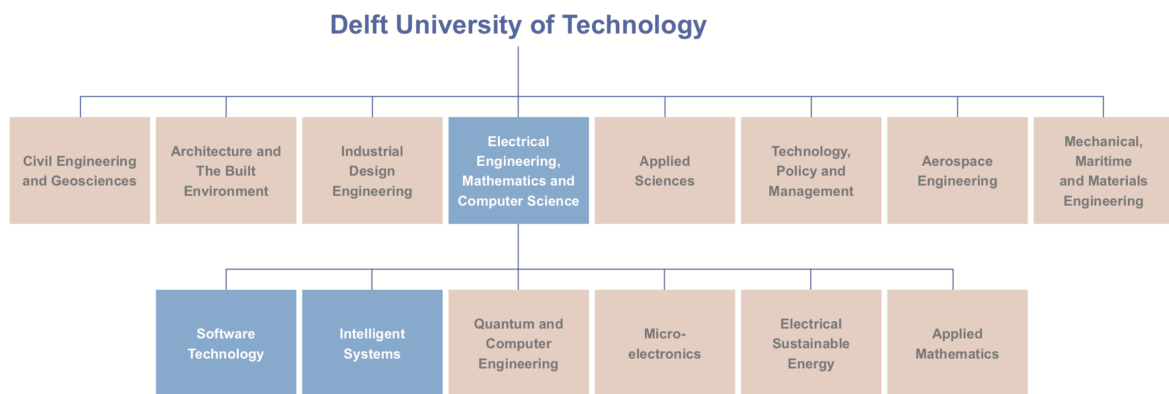 Delft University of Technology
Civil Engineering
and Geosciences
Architecture and
The Built
Environment
Industrial
Design
Engineering
Electrical
Engineering,
Mathematics and
Computer Science
Applied
Sciences
Technology,
Policy and
Management
Aerospace
Engineering
Mechanical,
Maritime
and Materials
Engineering
Software
Technology
Intelligent
Systems
Quantum and
Computer
Engineering
Micro-
electronics
Electrical
Sustainable
Energy
Applied
Mathematics